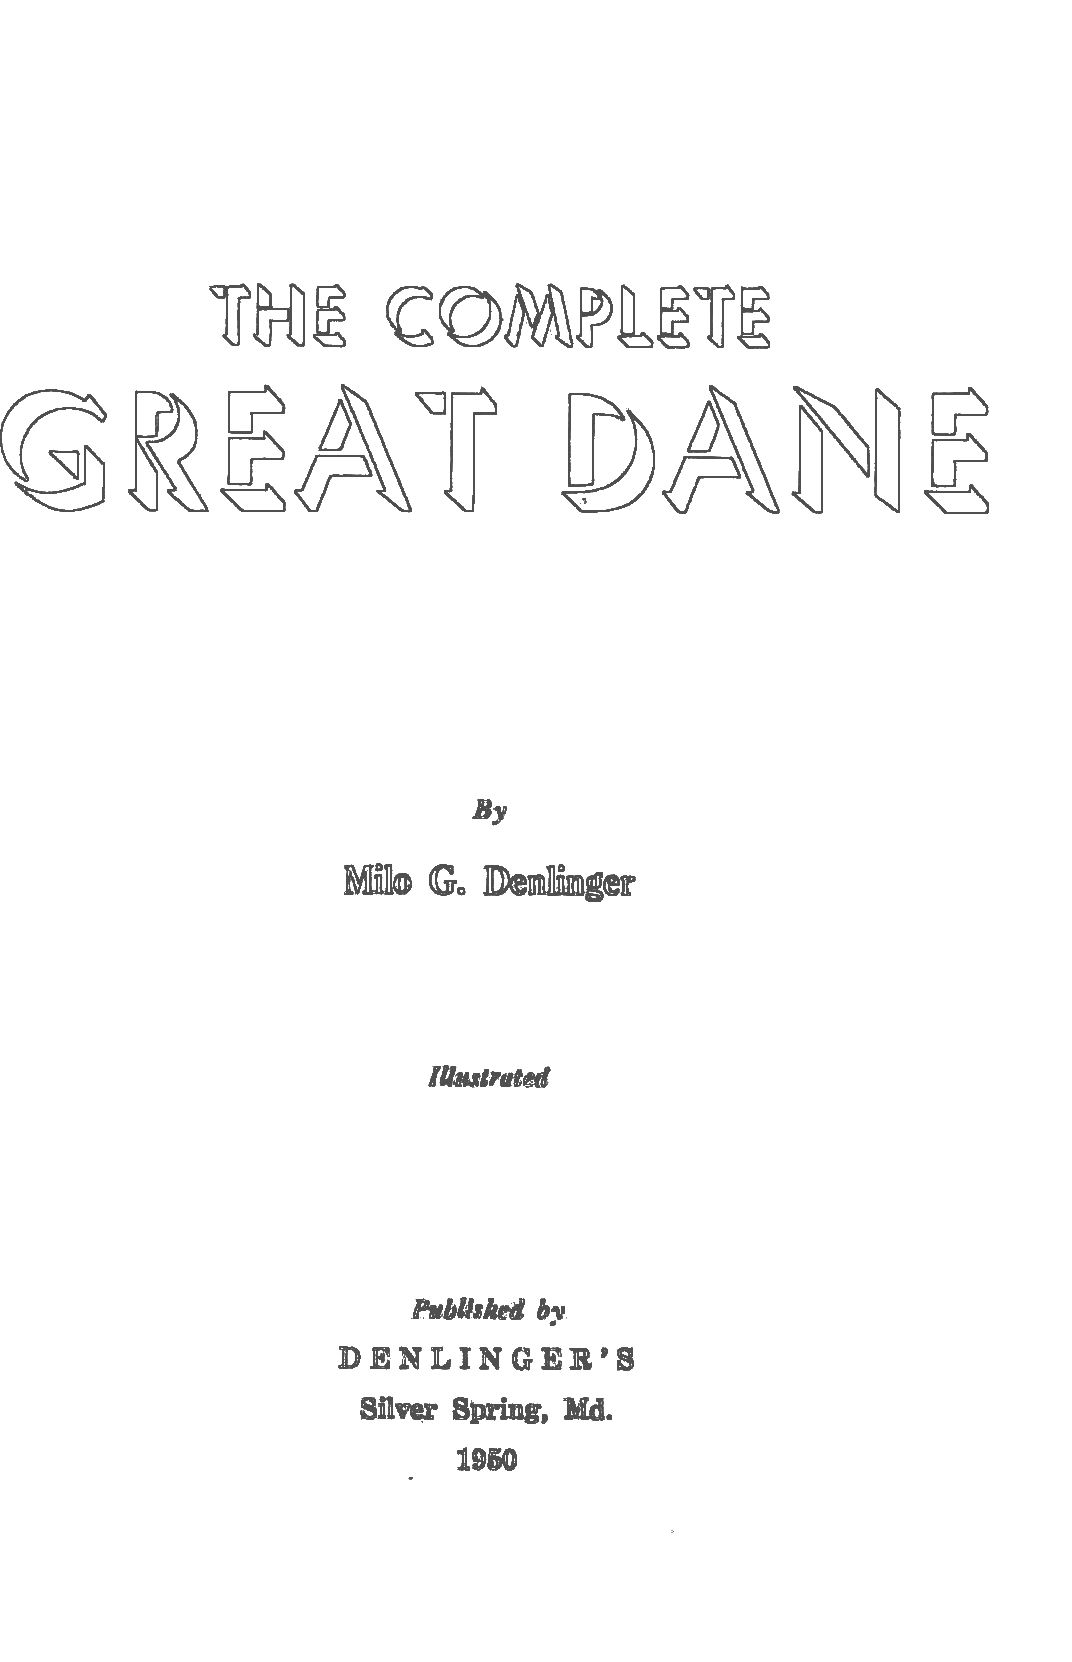 THE COMPLETE
GREAT DANE
By
Milo G. Denlinger
Illustrated
Published by
DENLINGER'S
Silver Spring, Md.
1950